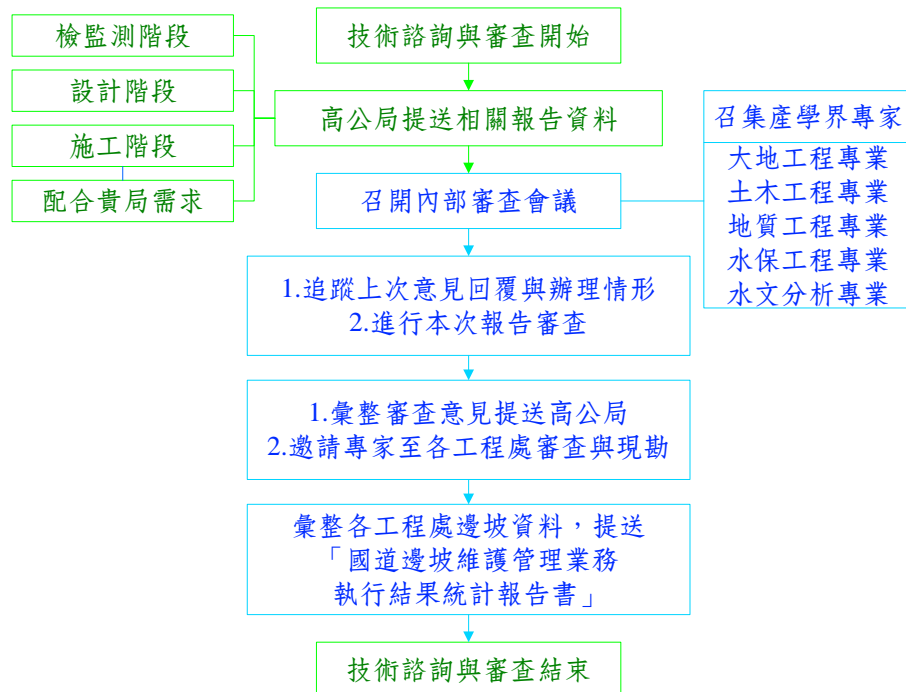 檢監測階段
設計階段
施工階段
配合貴局需求
技術諮詢與審查開始
高公局提送相關報告資料
召開內部審查會議
召集產學界專家
大地工程專業
土木工程專業
地質工程專業
水保工程專業
水文分析專業
1.追蹤上次意見回覆與辦理情形
2.進行本次報告審查
1.彙整審查意見提送高公局
2.邀請專家至各工程處審查與現勘
彙整各工程處邊坡資料，提送
「國道邊坡維護管理業務
執行結果統計報告書」
技術諮詢與審查結束